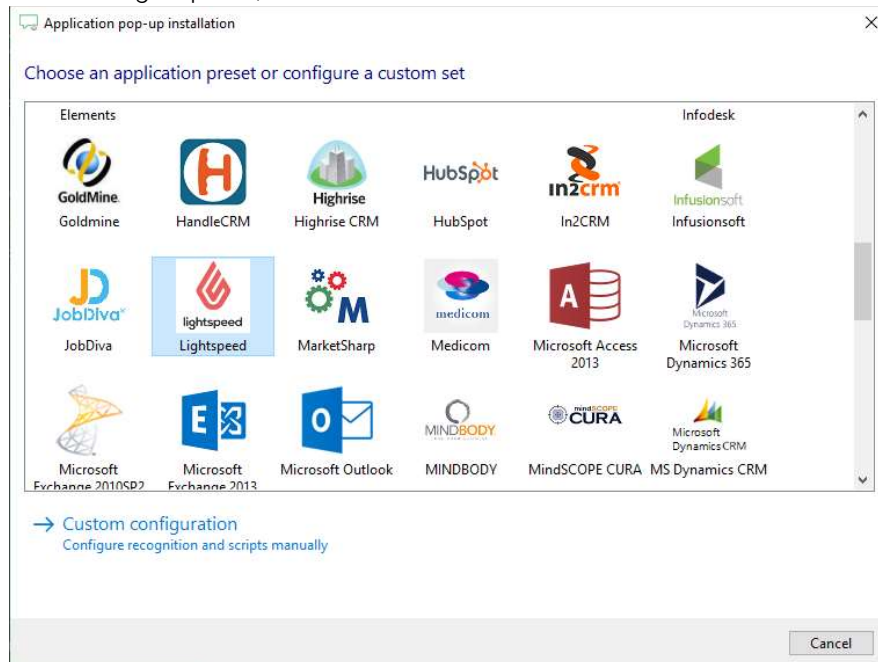 Application pop-up installation
Choose an application preset or configure a custom set
Elements Infodesk
GoldMine. Highrise HubSpot In2crm Infusionsoft
Goldmine HandleCRM Highrise CRM HubSpot In2CRM Infusionsoft
JobDiva lightspeed M medicom A Microsoft Dynamics 365
JobDiva Lightspeed MarketSharp Medicom Microsoft Access Microsoft
2013 Dynamics 365
E O MINDBODY mindSCOPE CURA Microsoft Dynamics CRM
Microsoft Microsoft Microsoft Outlook MINDBODY MindSCOPE CURA MS Dynamics CRM
Exchange 2010SP2 Exchange 2013
→ Custom configuration
Configure recognition and scripts manually
Cancel